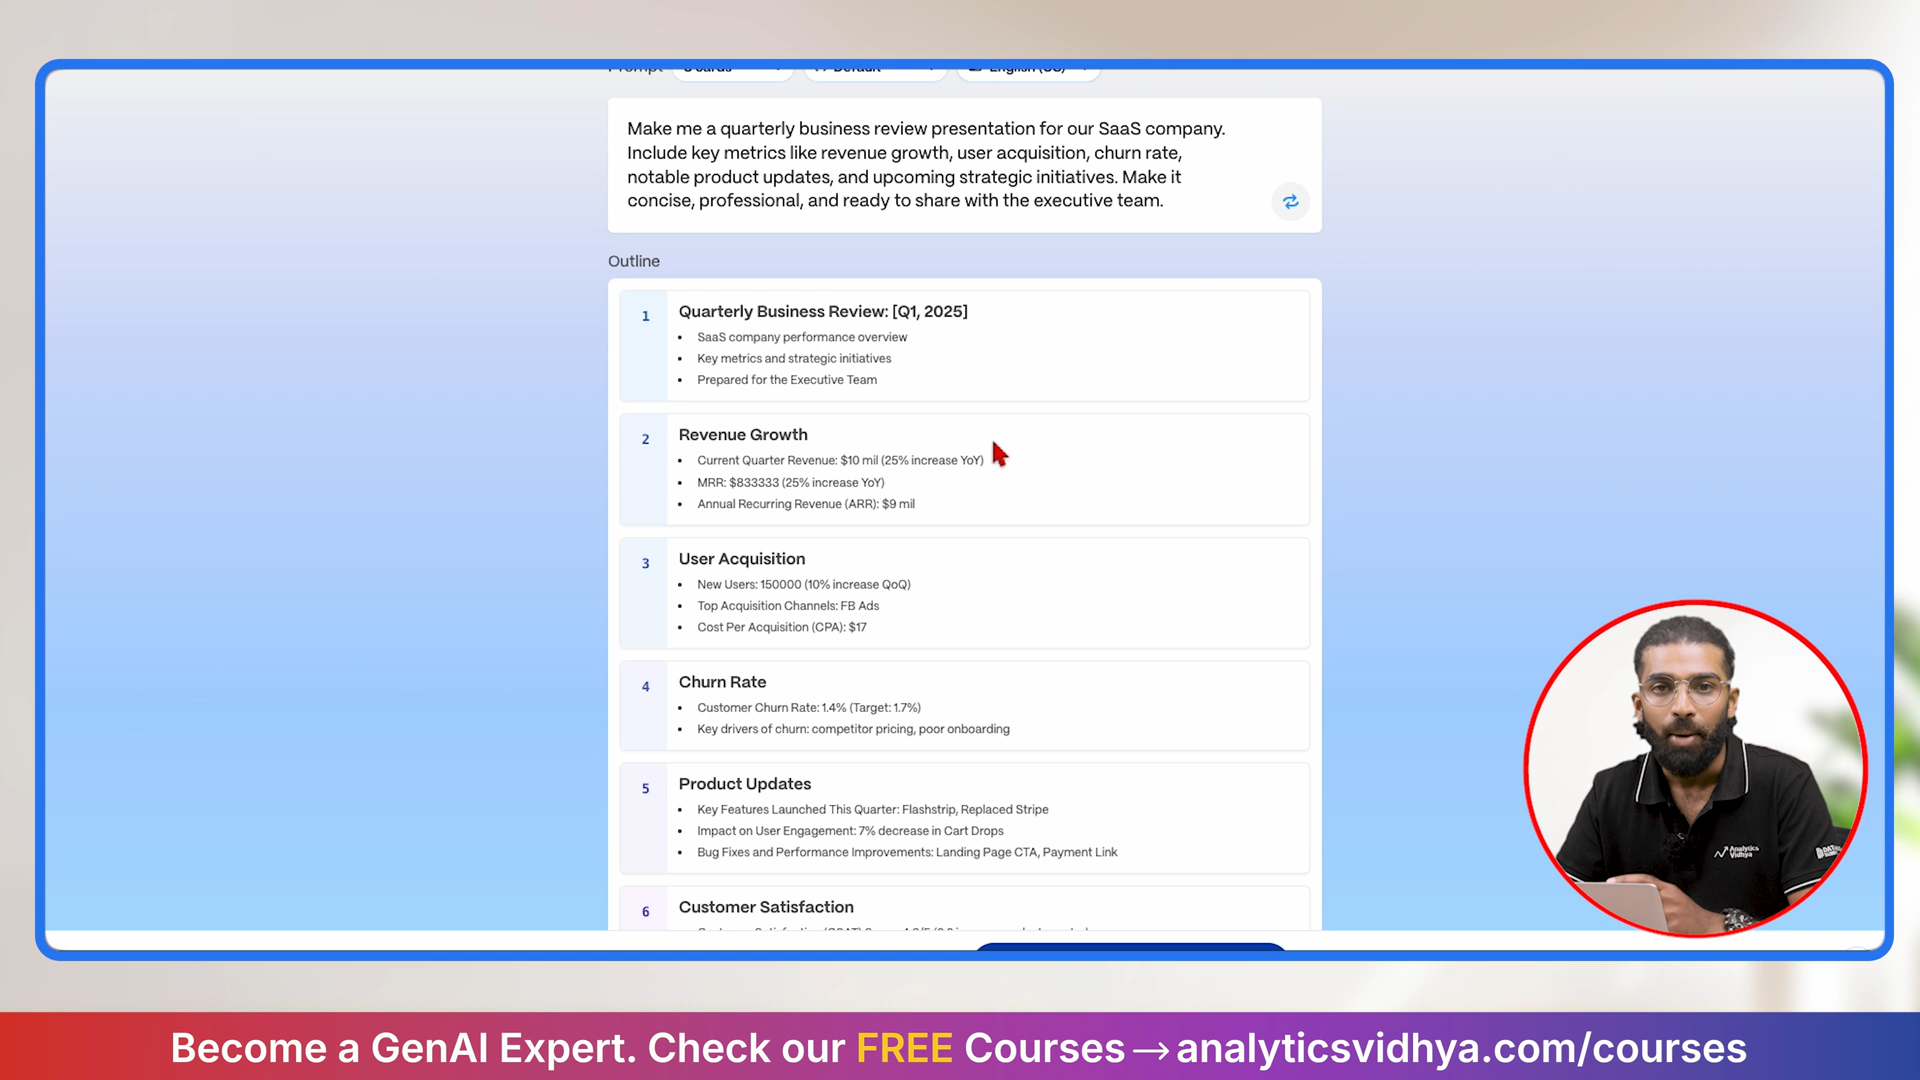 Prompt
Default
English (US)
Make me a quarterly business review presentation for our SaaS company.
Include key metrics like revenue growth, user acquisition, churn rate,
notable product updates, and upcoming strategic initiatives. Make it
concise, professional, and ready to share with the executive team.
Outline
1 Quarterly Business Review: [Q1, 2025]
• SaaS company performance overview
• Key metrics and strategic initiatives
• Prepared for the Executive Team
2 Revenue Growth
• Current Quarter Revenue: $10 mil (25% increase YoY)
• MRR: $833333 (25% increase YoY)
• Annual Recurring Revenue (ARR): $9 mil
3 User Acquisition
• New Users: 150000 (10% increase QoQ)
• Top Acquisition Channels: FB Ads
• Cost Per Acquisition (CPA): $17
4 Churn Rate
• Customer Churn Rate: 1.4% (Target: 1.7%)
• Key drivers of churn: competitor pricing, poor onboarding
5 Product Updates
• Key Features Launched This Quarter: Flashstrip, Replaced Stripe
• Impact on User Engagement: 7% decrease in Cart Drops
• Bug Fixes and Performance Improvements: Landing Page CTA, Payment Link
6 Customer Satisfaction
Analytics
Vidhya
Become a GenAI Expert. Check our FREE Courses→analyticsvidhya.com/courses